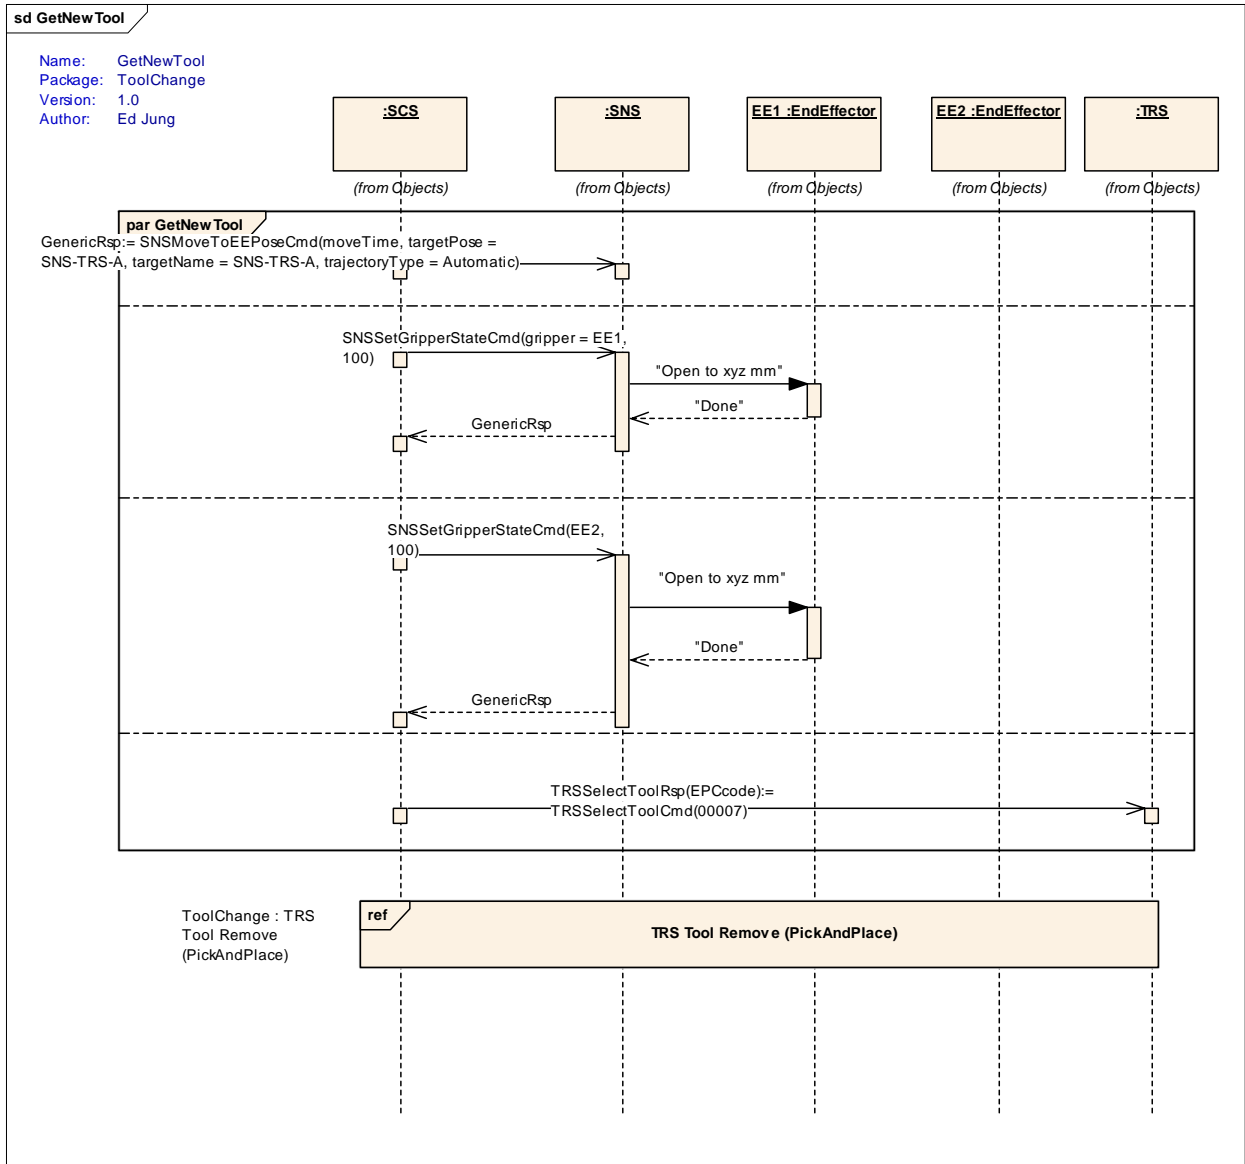 sd GetNewTool
Name: GetNewTool
Package: ToolChange
Version: 1.0
Author: Ed Jung
:SCS
:SNS
EE1 :EndEffector
EE2 :EndEffector
:TRS
(from Objects)
(from Objects)
(from Objects)
(from Objects)
(from Objects)
par GetNewTool
GenericRsp:= SNSMoveToEEPoseCmd(moveTime, targetPose =
SNS-TRS-A, targetName = SNS-TRS-A, trajectoryType = Automatic)
SNSSetGripperStateCmd(gripper = EE1,
100)
"Open to xyz mm"
"Done"
GenericRsp
SNSSetGripperStateCmd(EE2,
100)
"Open to xyz mm"
"Done"
GenericRsp
TRSSelectToolRsp(EPCcode):=
TRSSelectToolCmd(00007)
ToolChange : TRS
Tool Remove
(PickAndPlace)
ref
TRS Tool Remove (PickAndPlace)